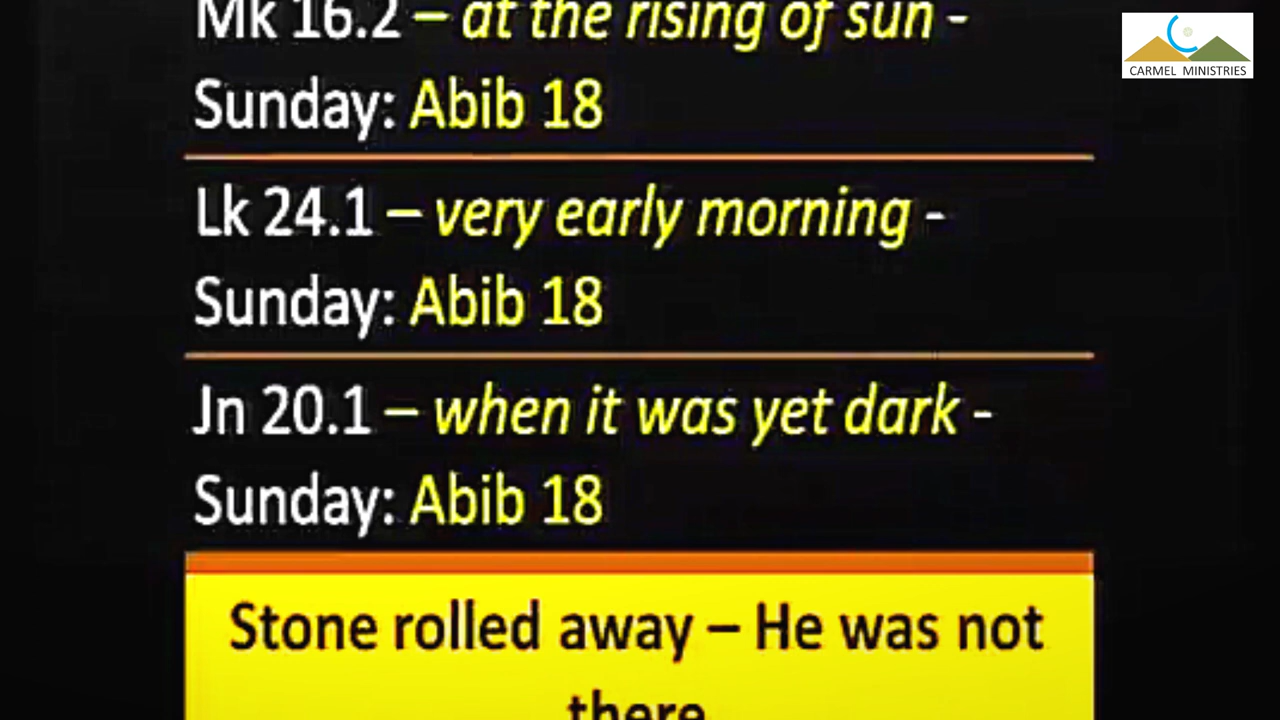 Mk 16.2 – at the rising of sun -
CARMEL MINISTRIES
Sunday: Abib 18
Lk 24.1 – very early morning -
Sunday: Abib 18
Jn 20.1 – when it was yet dark -
Sunday: Abib 18
Stone rolled away – He was not
there